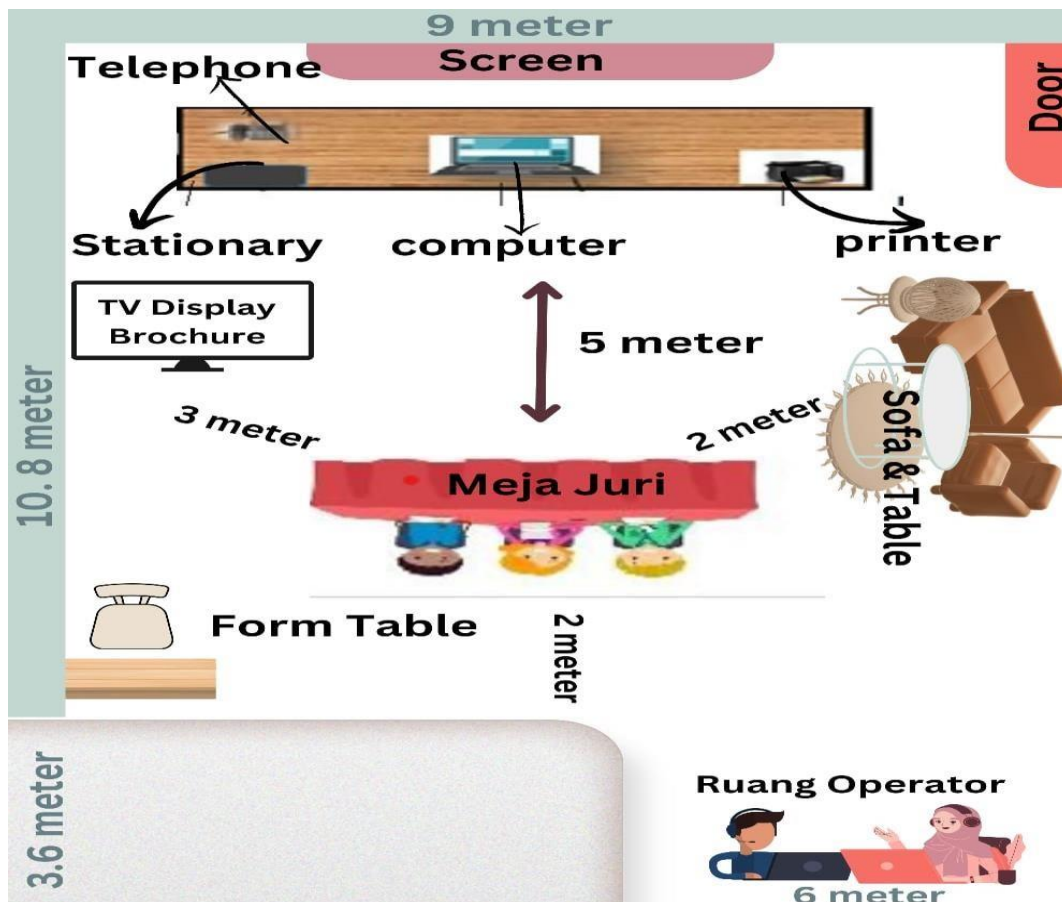 9 meter
Screen
Telephone
Door
Stationary
computer
printer
TV Display
Brochure
5 meter
3 meter
2 meter
Sofa & Table
10. 8 meter
Meja Juri
Form Table
2 meter
3.6 meter
Ruang Operator
6 meter